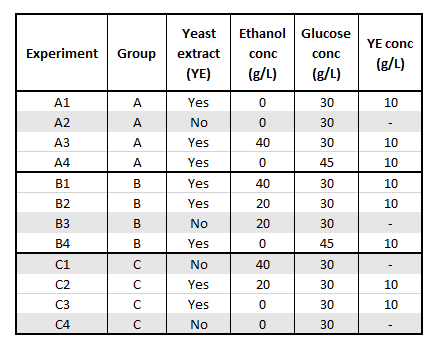 Experiment Group Yeast extract (YE) Ethanol conc (g/L) Glucose conc (g/L) YE conc (g/L)
A1 A Yes 0 30 10
A2 A No 0 30 -
A3 A Yes 40 30 10
A4 A Yes 0 45 10
B1 B Yes 40 30 10
B2 B Yes 20 30 10
B3 B No 20 30 -
B4 B Yes 0 45 10
C1 C No 40 30 -
C2 C Yes 20 30 10
C3 C Yes 0 30 10
C4 C No 0 30 -